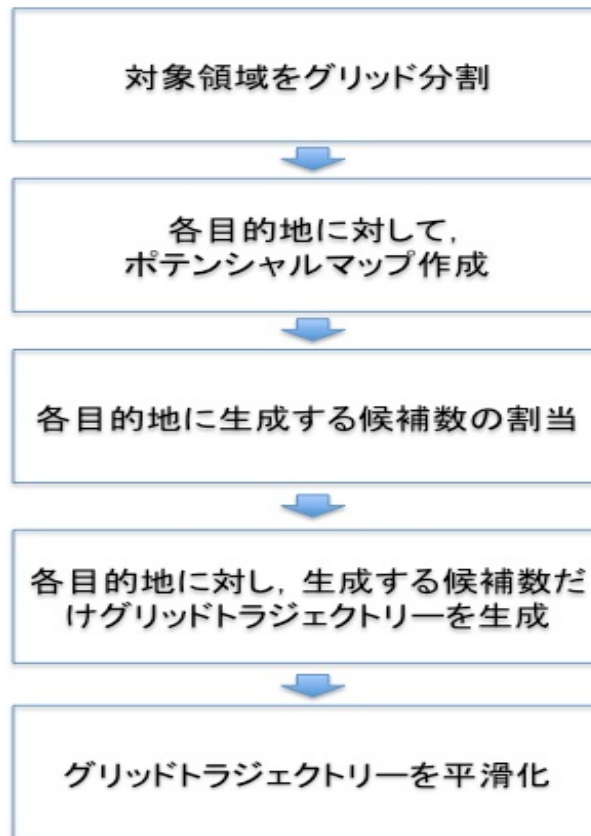 対象領域をグリッド分割
各目的地に対して,
ポテンシャルマップ作成
各目的地に生成する候補数の割当
各目的地に対し, 生成する候補数だ
けグリッドトラジェクトリーを生成
グリッドトラジェクトリーを平滑化